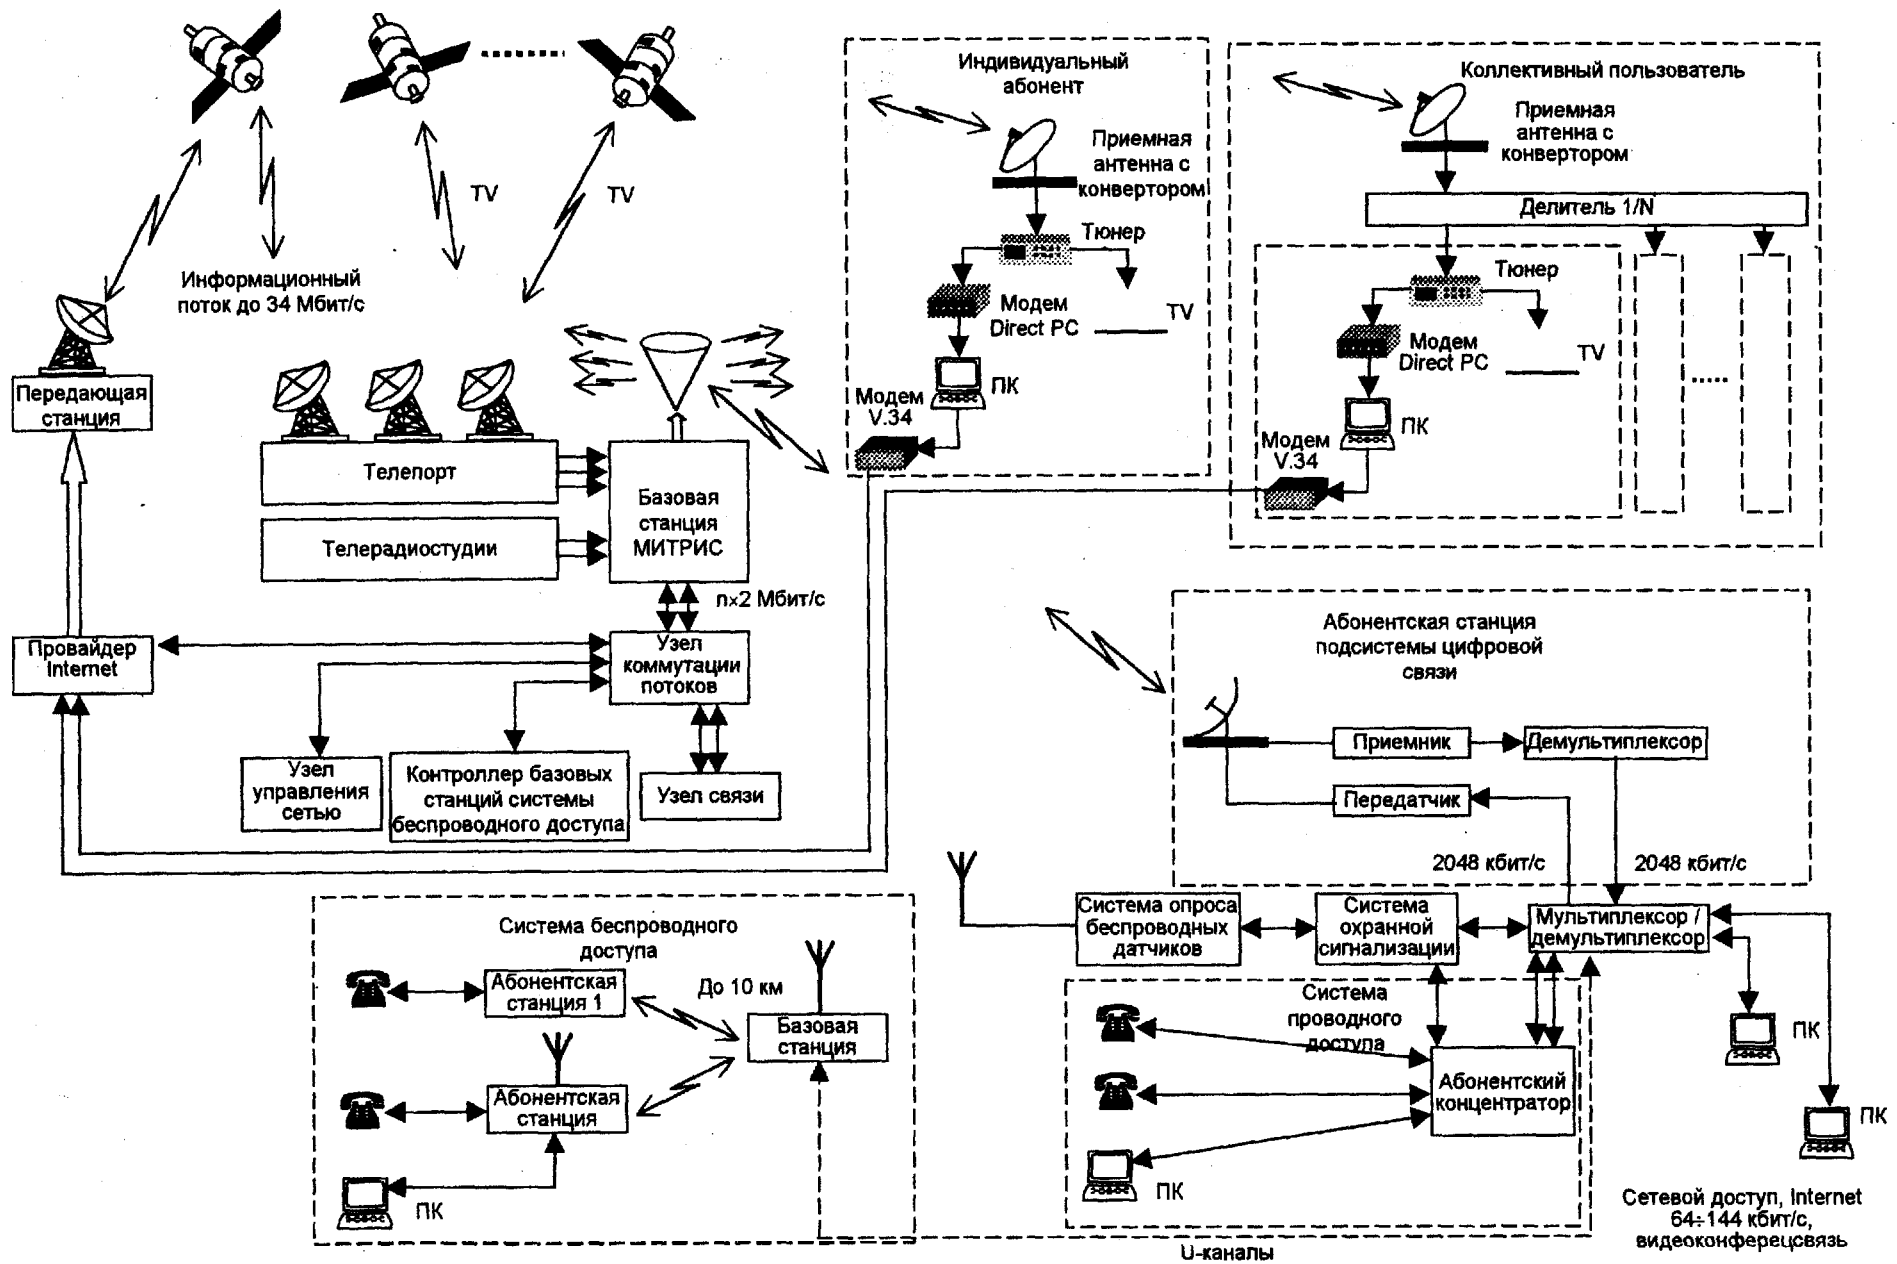 TV
TV
Информационный
поток до 34 Мбит/с
Передающая
станция
Телепорт
Телерадиостудии
Базовая
станция
МИТРИС
n×2 Мбит/с
Провайдер
Internet
Узел
коммутации
потоков
Узел
управления
сетью
Контроллер базовых
станций системы
беспроводного доступа
Узел связи
Индивидуальный
абонент
Приемная
антенна с
конвертором
Тюнер
Модем
Direct PC
TV
ПК
Модем
V.34
Коллективный пользователь
Приемная
антенна с
конвертором
Делитель 1/N
Тюнер
Модем
Direct PC
TV
ПК
Модем
V.34
Абонентская станция
подсистемы цифровой
связи
Приемник
Демультиплексор
Передатчик
2048 кбит/с
2048 кбит/с
Система опроса
беспроводных
датчиков
Система
охранной
сигнализации
Мультиплексор /
демультиплексор
Система
проводного
доступа
Абонентский
концентратор
ПК
ПК
ПК
Сетевой доступ, Internet
64÷144 кбит/с,
видеоконферецсвязь
U-каналы
Система беспроводного
доступа
Абонентская
станция 1
До 10 км
Базовая
станция
Абонентская
станция
ПК